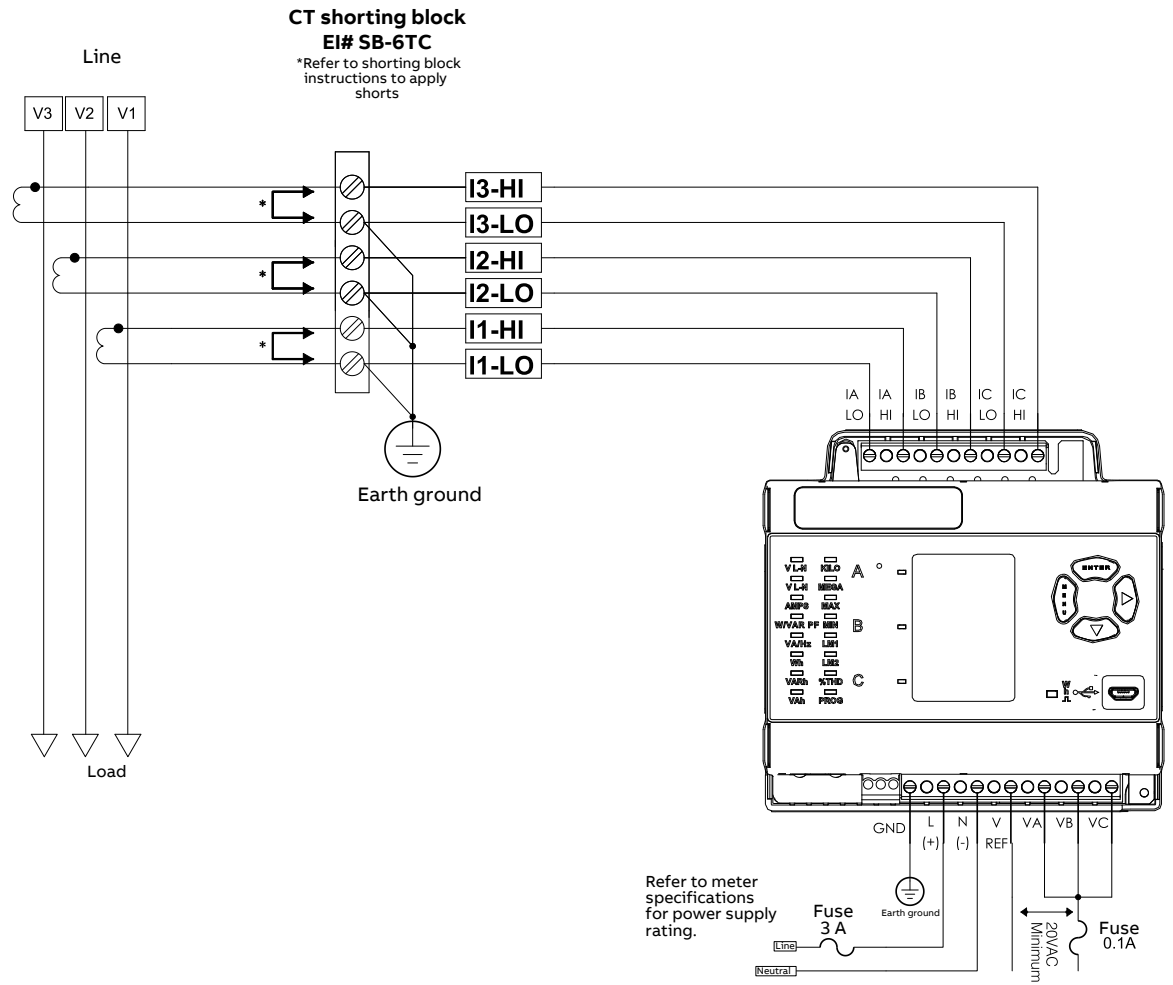 CT shorting block
EI# SB-6TC
*Refer to shorting block
instructions to apply
shorts
Line
V3 V2 V1
*
*
*
I3-HI
I3-LO
I2-HI
I2-LO
I1-HI
I1-LO
Earth ground
IA IA IB IB IC IC
LO HI LO HI LO HI
V L-N KILO
V L-N MEGA
AMPS MAX
W/VAR PF MIN
VA/Hz LM1
Wh LM2
VARh %THD
VAh PROG
A
B
C
ENTER
MENU
Wh
Load
GND L N V VA VB VC
(+) (-) REF
Refer to meter
specifications
for power supply
rating.
Fuse
3 A
Earth ground
Line
Neutral
20VAC
Minimum
Fuse
0.1A